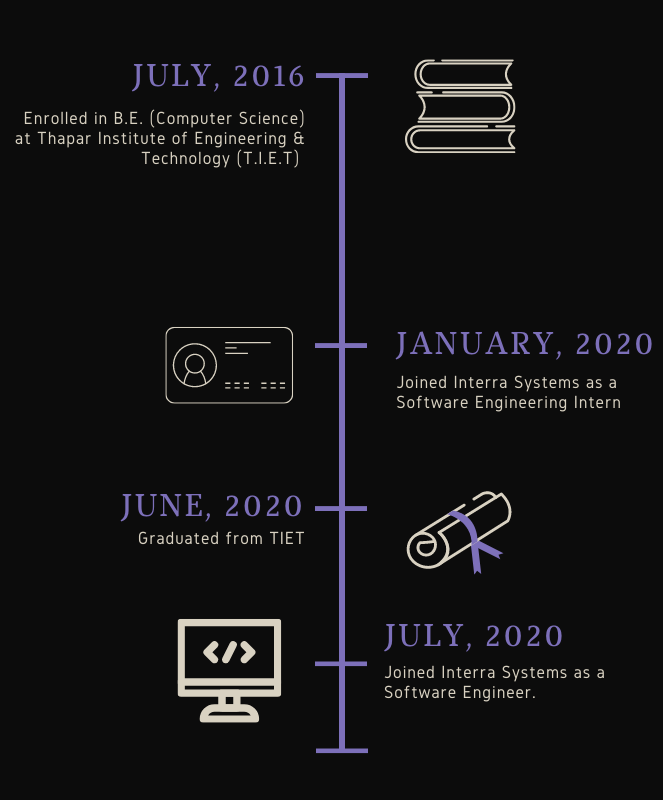 JULY, 2016
Enrolled in B.E. (Computer Science)
at Thapar Institute of Engineering &
Technology (T.I.E.T)
JANUARY, 2020
Joined Interra Systems as a
Software Engineering Intern
JUNE, 2020
Graduated from TIET
</>
JULY, 2020
Joined Interra Systems as a
Software Engineer.